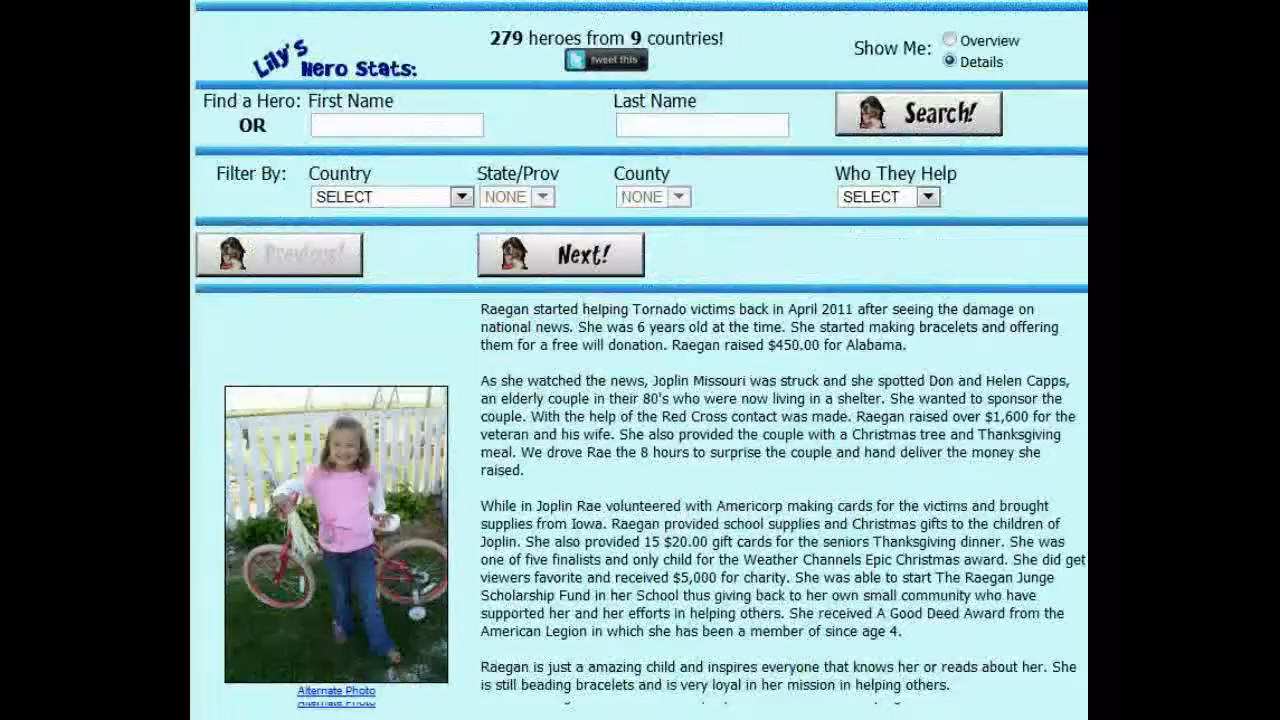 279 heroes from 9 countries!
Lily's
Hero Stats:
tweet this
Show Me:
Overview
Details
Find a Hero:
First Name
Last Name
Search!
OR
Filter By:
Country
State/Prov
County
Who They Help
SELECT
NONE
NONE
SELECT
Previous!
Next!
Raegan started helping Tornado victims back in April 2011 after seeing the damage on
national news. She was 6 years old at the time. She started making bracelets and offering
them for a free will donation. Raegan raised $450.00 for Alabama.
As she watched the news, Joplin Missouri was struck and she spotted Don and Helen Capps,
an elderly couple in their 80's who were now living in a shelter. She wanted to sponsor the
couple. With the help of the Red Cross contact was made. Raegan raised over $1,600 for the
veteran and his wife. She also provided the couple with a Christmas tree and Thanksgiving
meal. We drove Rae the 8 hours to surprise the couple and hand deliver the money she
raised.
While in Joplin Rae volunteered with Americorp making cards for the victims and brought
supplies from Iowa. Raegan provided school supplies and Christmas gifts to the children of
Joplin. She also provided 15 $20.00 gift cards for the seniors Thanksgiving dinner. She was
one of five finalists and only child for the Weather Channels Epic Christmas award. She did get
viewers favorite and received $5,000 for charity. She was able to start The Raegan Junge
Scholarship Fund in her School thus giving back to her own small community who have
supported her and her efforts in helping others. She received A Good Deed Award from the
American Legion in which she has been a member of since age 4.
Raegan is just a amazing child and inspires everyone that knows her or reads about her. She
is still beading bracelets and is very loyal in her mission in helping others.
Alternate Photo
Alternate Photo